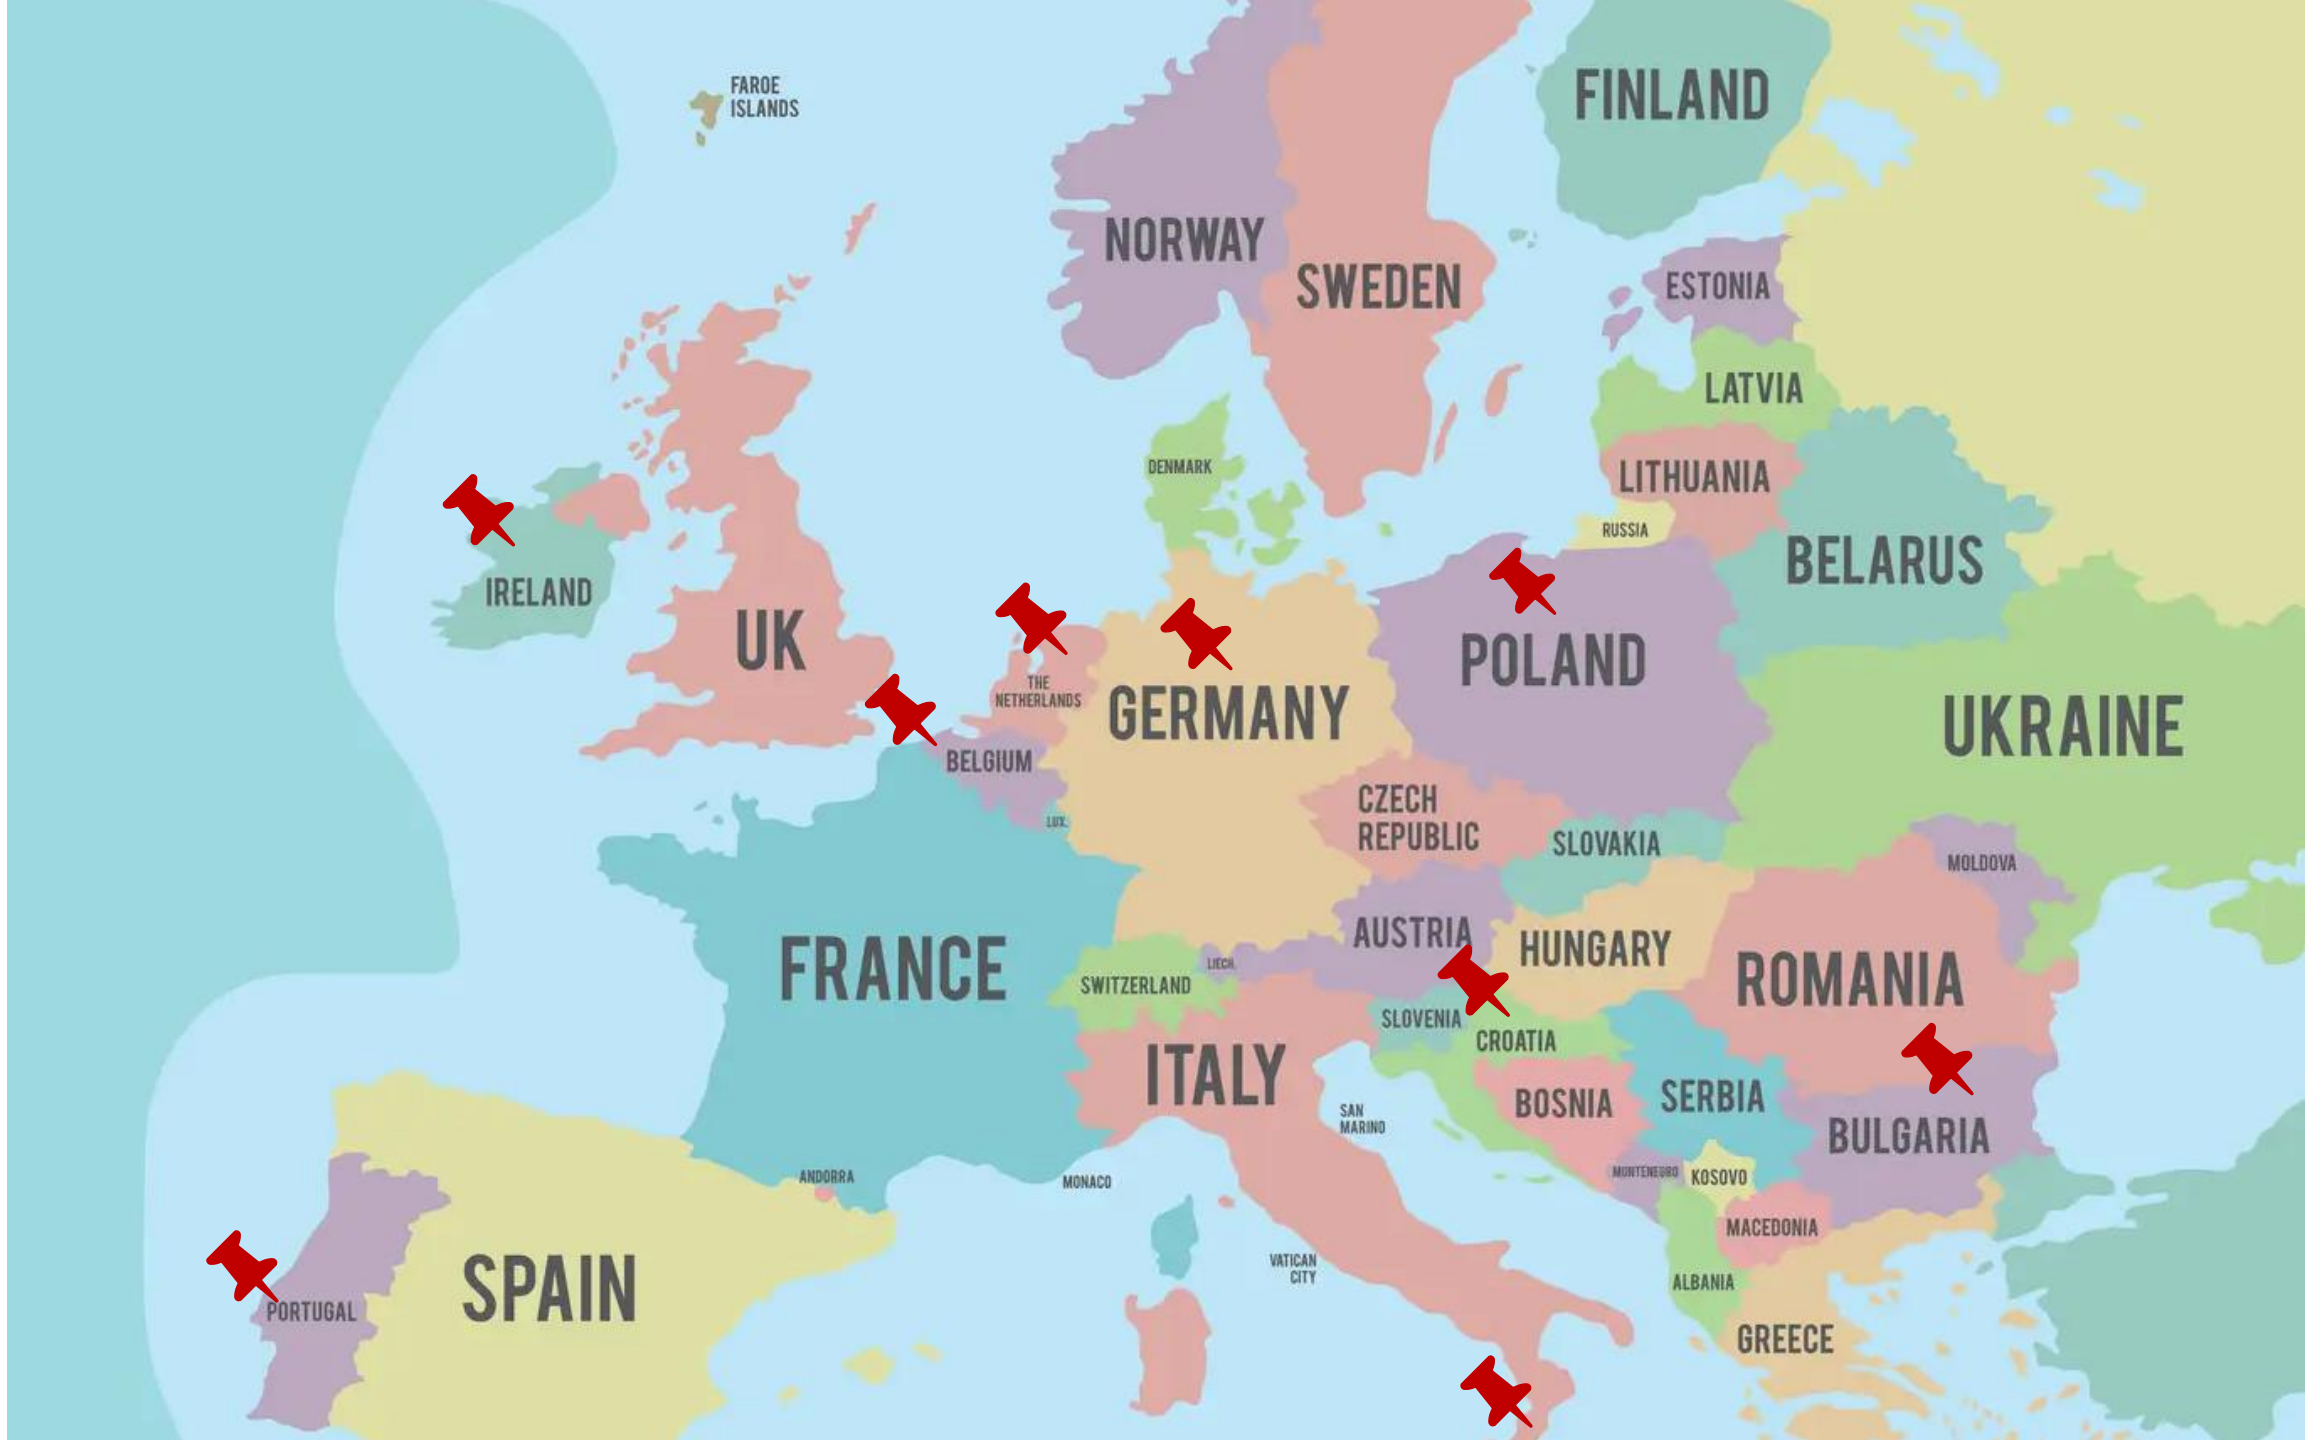 FAROE
ISLANDS
FINLAND
NORWAY
SWEDEN
ESTONIA
LATVIA
DENMARK
LITHUANIA
RUSSIA
BELARUS
IRELAND
UK
POLAND
THE
NETHERLANDS
GERMANY
UKRAINE
BELGIUM
CZECH
REPUBLIC
LUX.
SLOVAKIA
MOLDOVA
AUSTRIA
HUNGARY
FRANCE
LIECH.
SWITZERLAND
ROMANIA
SLOVENIA
CROATIA
ITALY
BOSNIA
SERBIA
SAN
MARINO
BULGARIA
ANDORRA
MONACO
MONTENEGRO
KOSOVO
MACEDONIA
VATICAN
CITY
ALBANIA
SPAIN
PORTUGAL
GREECE